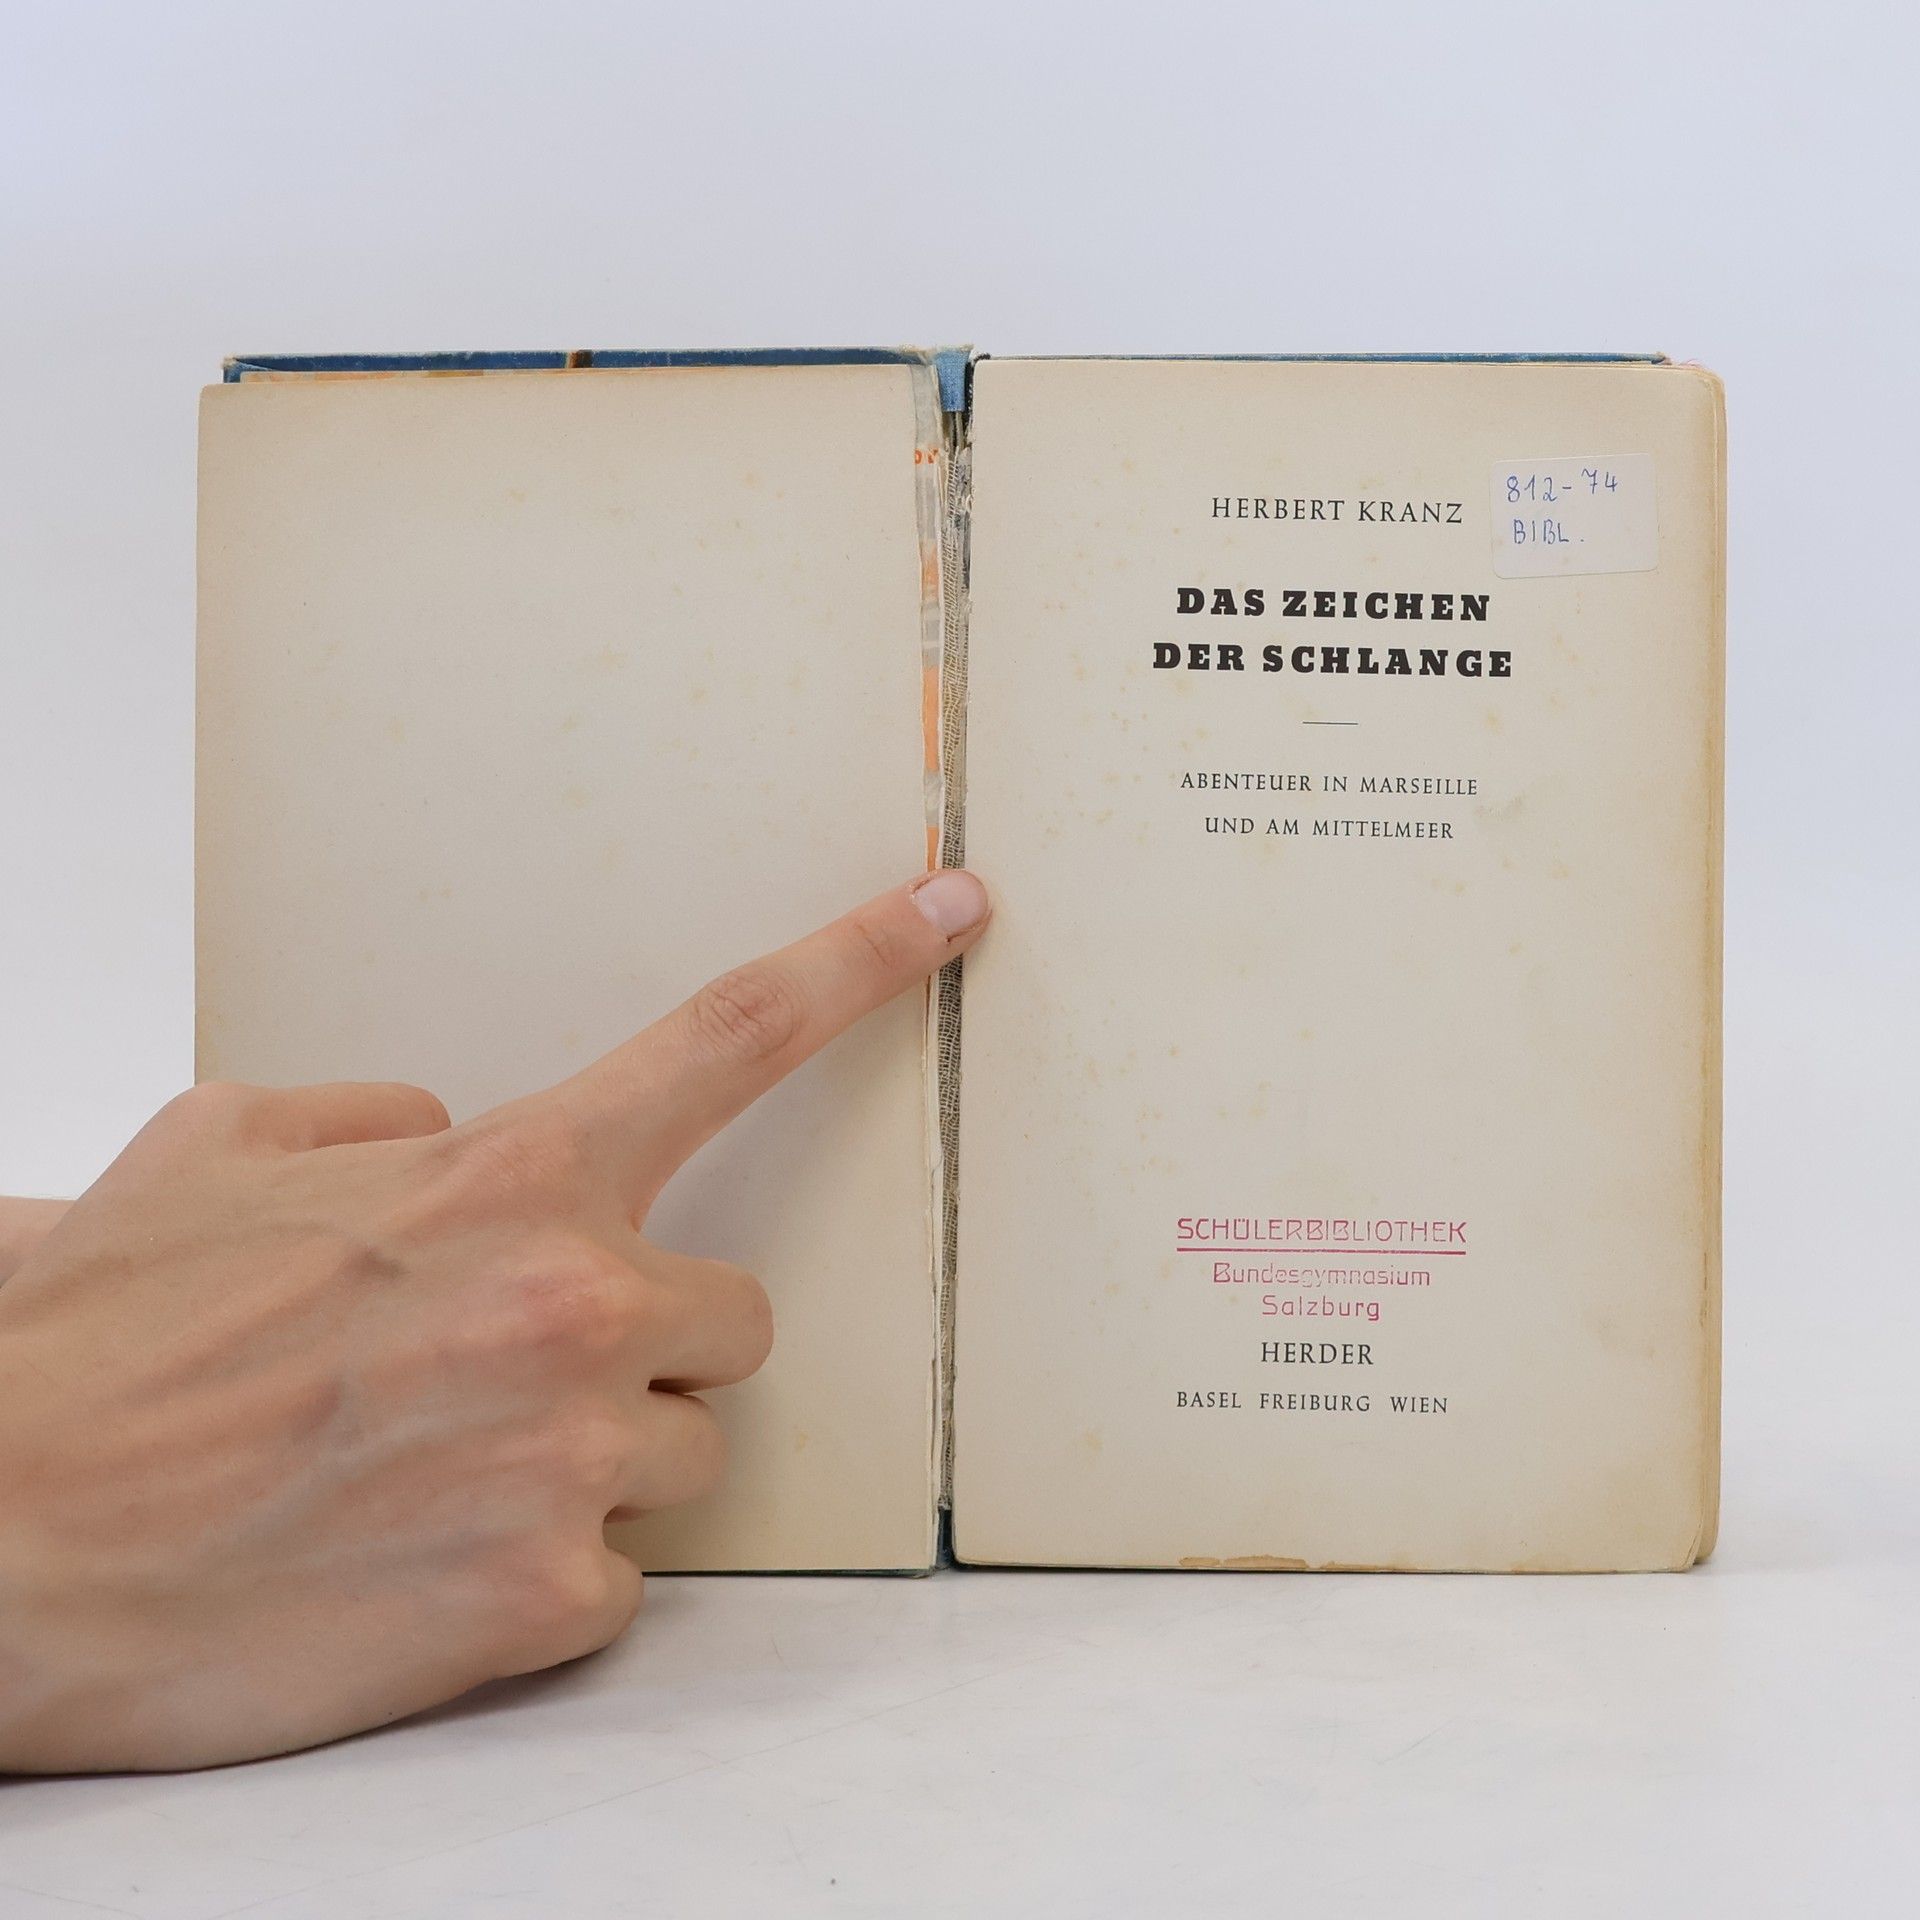 HERBERT KRANZ
812-74
BIBL.
DAS ZEICHEN
DER SCHLANGE
ABENTEUER IN MARSEILLE
UND AM MITTELMEER
SCHÜLERBIBLIOTHEK
Bundesgymnasium
Salzburg
HERDER
BASEL FREIBURG WIEN